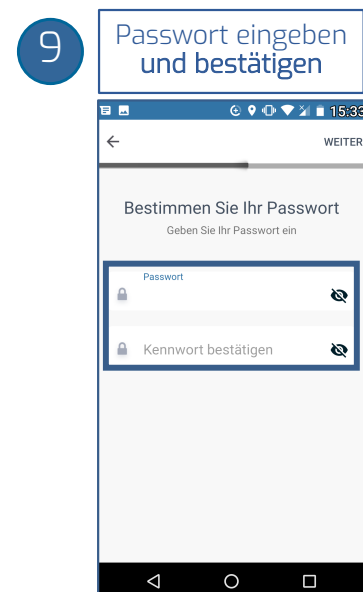 9
Passwort eingeben
und bestätigen
15:33
WEITER
Bestimmen Sie Ihr Passwort
Geben Sie Ihr Passwort ein
Passwort
Kennwort bestätigen